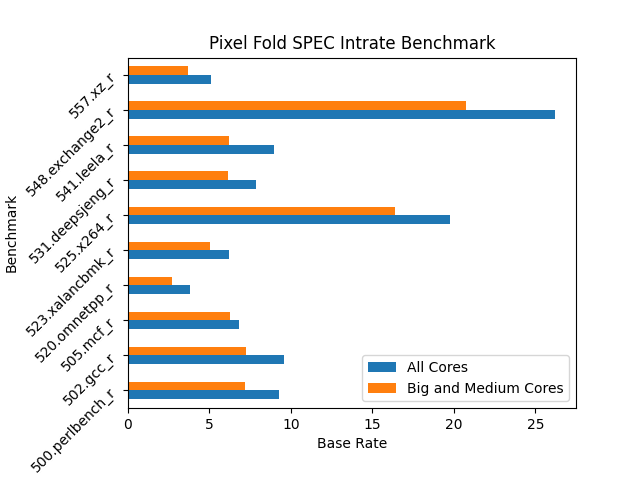 Pixel Fold SPEC Intrate Benchmark
Benchmark
557.xz_r
548.exchange2_r
541.leela_r
531.deepsjeng_r
525.x264_r
523.xalancbmk_r
520.omnetpp_r
505.mcf_r
502.gcc_r
500.perlbench_r
All Cores
Big and Medium Cores
0 5 10 15 20 25
Base Rate